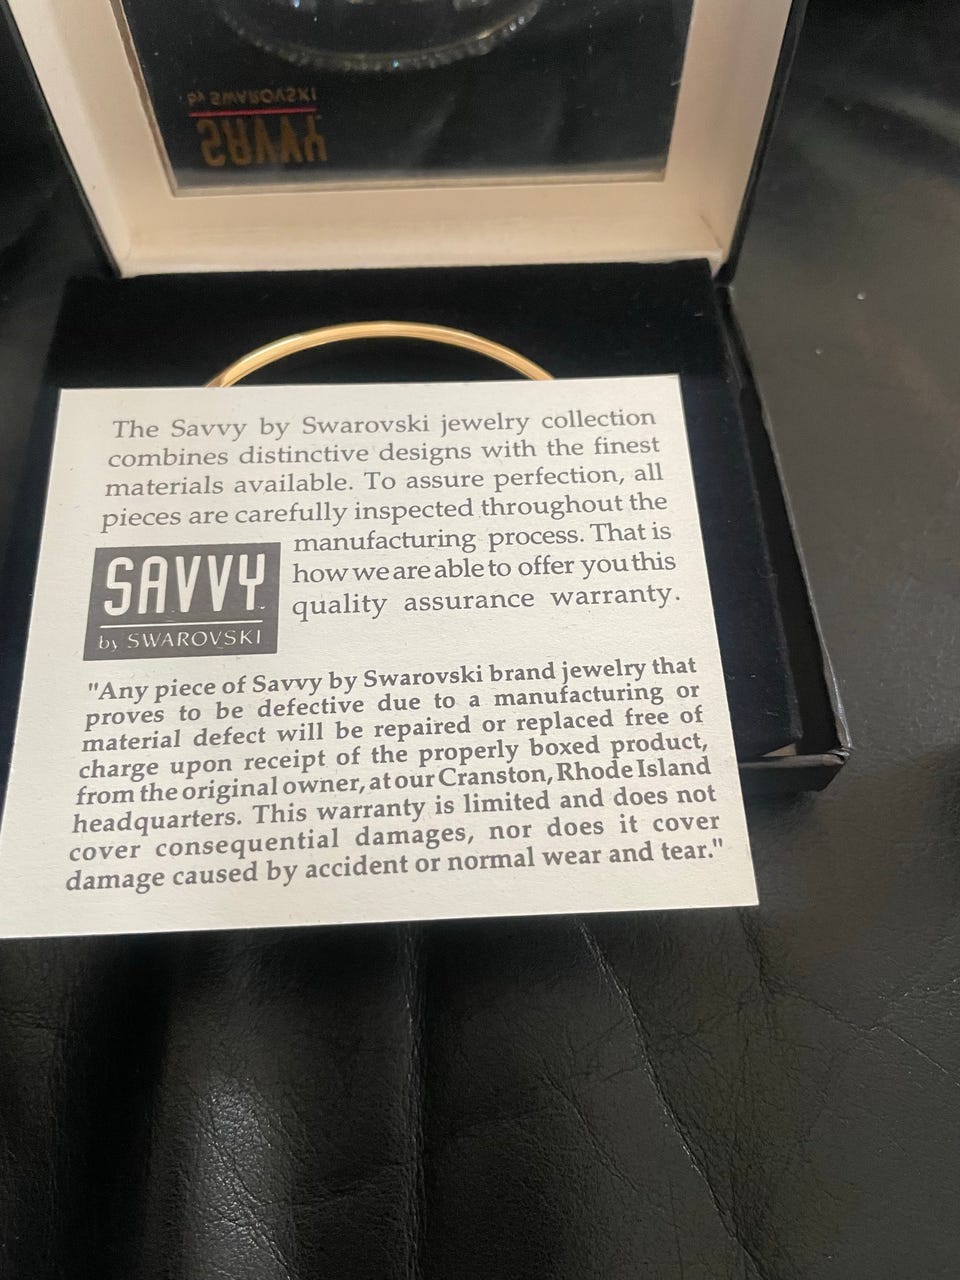 by SWAROVSKI
SAVVY
The Savvy by Swarovski jewelry collection
combines distinctive designs with the finest
materials available. To assure perfection, all
pieces are carefully inspected throughout the
manufacturing process. That is
how we are able to offer you this
quality assurance warranty.
SAVVY
by SWAROVSKI
"Any piece of Savvy by Swarovski brand jewelry that
proves to be defective due to a manufacturing or
material defect will be repaired or replaced free of
charge upon receipt of the properly boxed product,
from the original owner, at our Cranston, Rhode Island
headquarters. This warranty is limited and does not
cover consequential damages, nor does it cover
damage caused by accident or normal wear and tear."